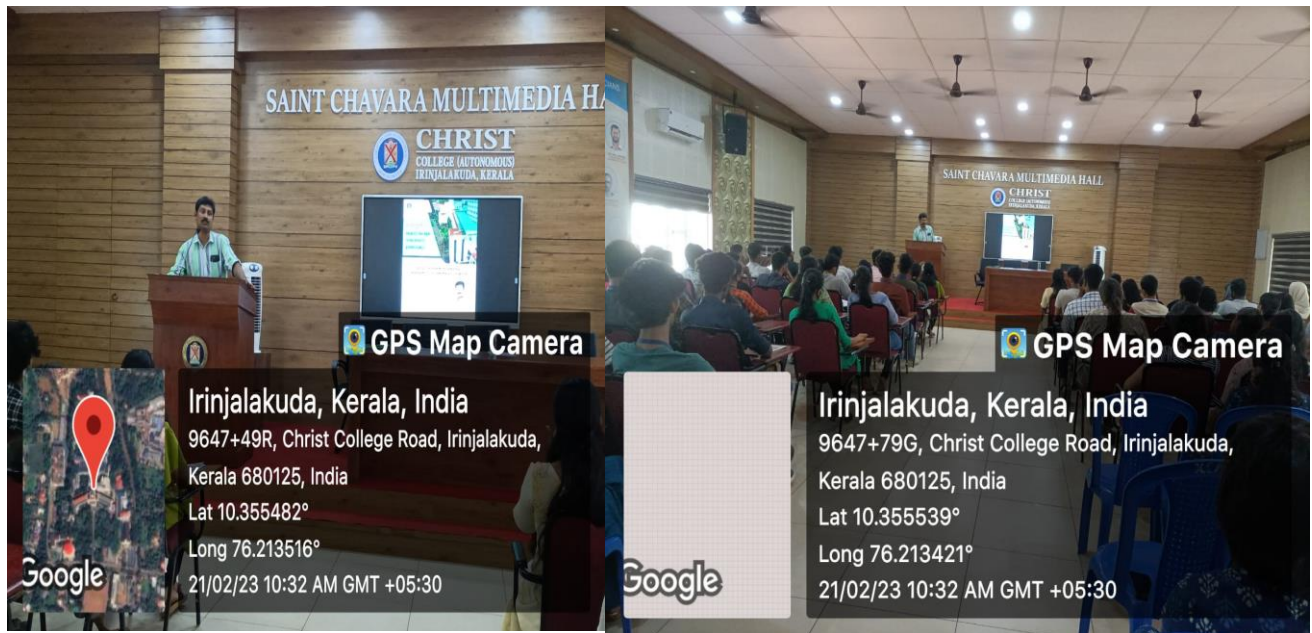 SAINT CHAVARA MULTIMEDIA HA
CHRIST
COLLEGE (AUTONOMOUS)
IRINJALAKUDA, KERALA
GPS Map Camera
Irinjalakuda, Kerala, India
9647+49R, Christ College Road, Irinjalakuda,
Kerala 680125, India
Lat 10.355482°
Long 76.213516°
21/02/23 10:32 AM GMT +05:30
Google
SAINT CHAVARA MULTIMEDIA HALL
CHRIST
COLLEGE (AUTONOMOUS)
IRINJALAKUDA, KERALA
GPS Map Camera
Irinjalakuda, Kerala, India
9647+79G, Christ College Road, Irinjalakuda,
Kerala 680125, India
Lat 10.355539°
Long 76.213421°
21/02/23 10:32 AM GMT +05:30
Google